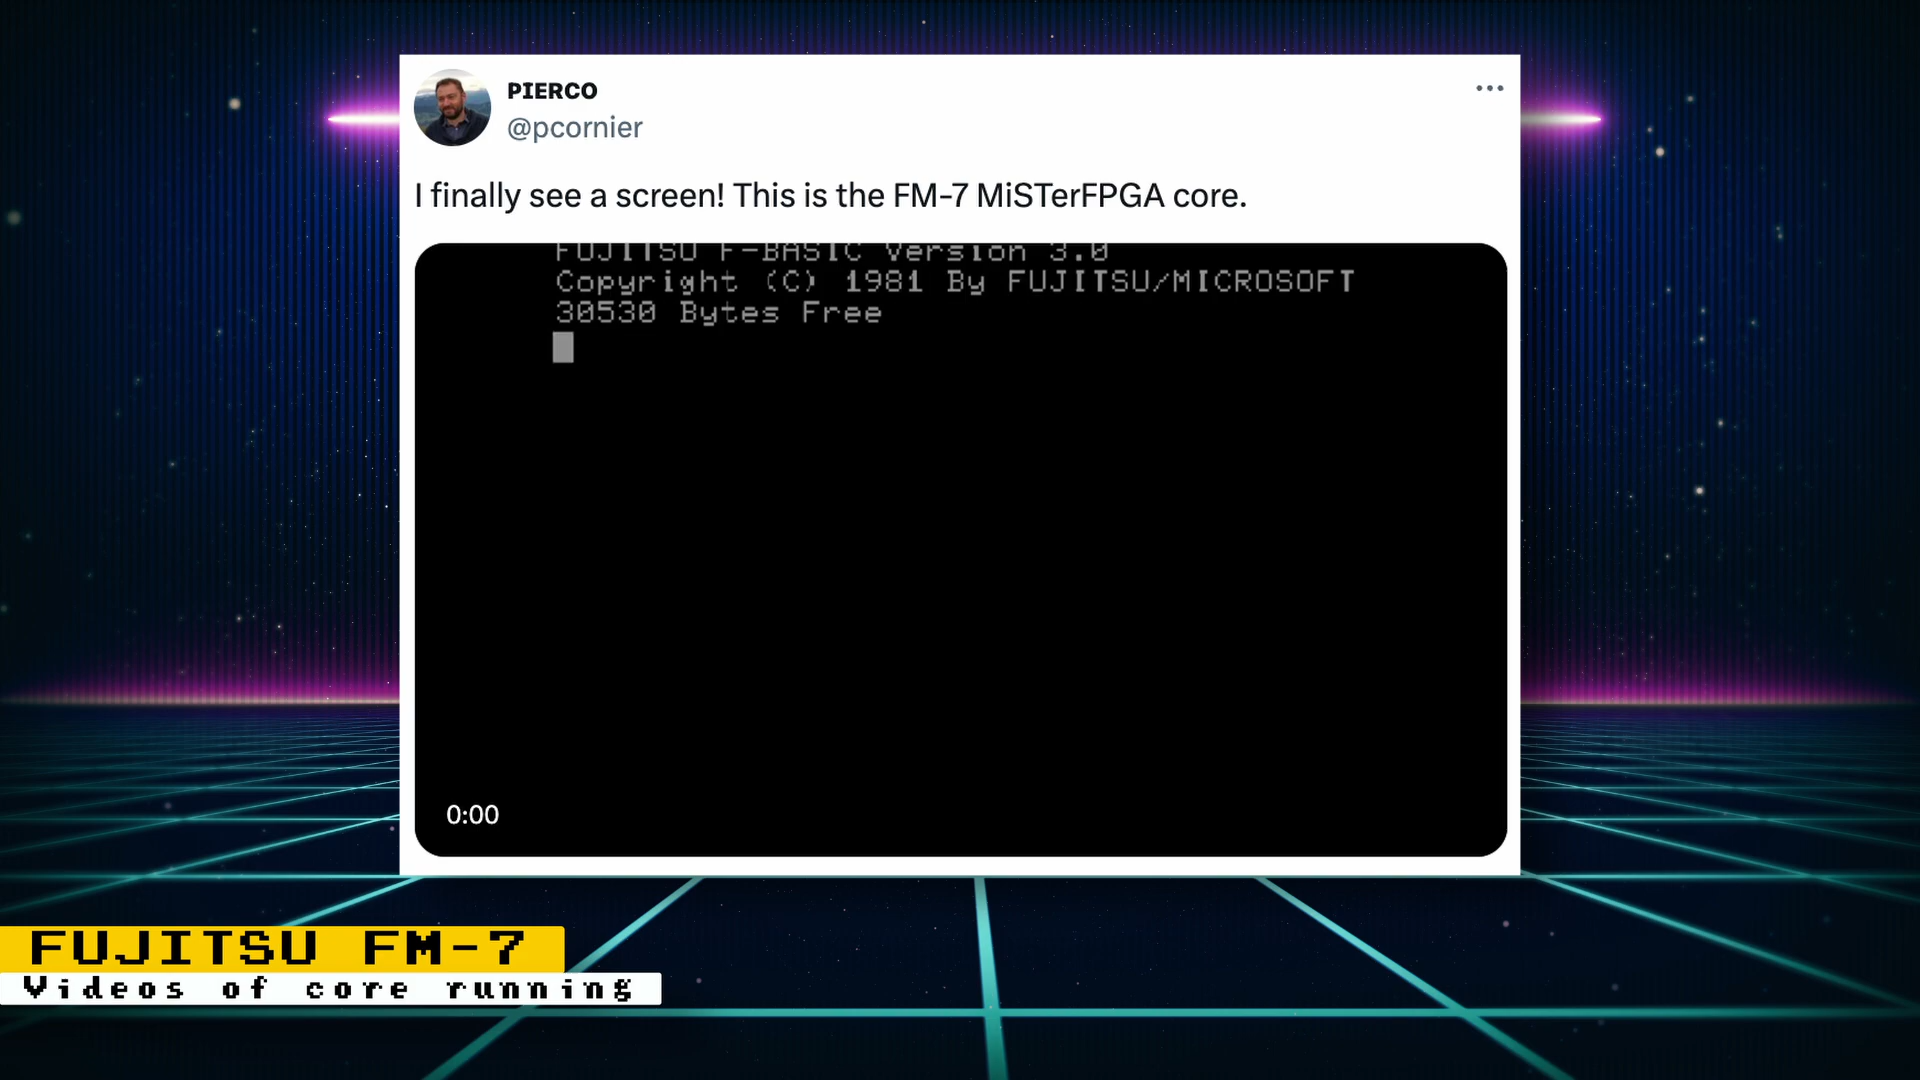 PIERCO
@pcornier
I finally see a screen! This is the FM-7 MiSTerFPGA core.
FUJITSU F-BASIC Version 3.0
Copyright (C) 1981 By FUJITSU/MICROSOFT
30530 Bytes Free
0:00
FUJITSU FM-7
Videos of core running